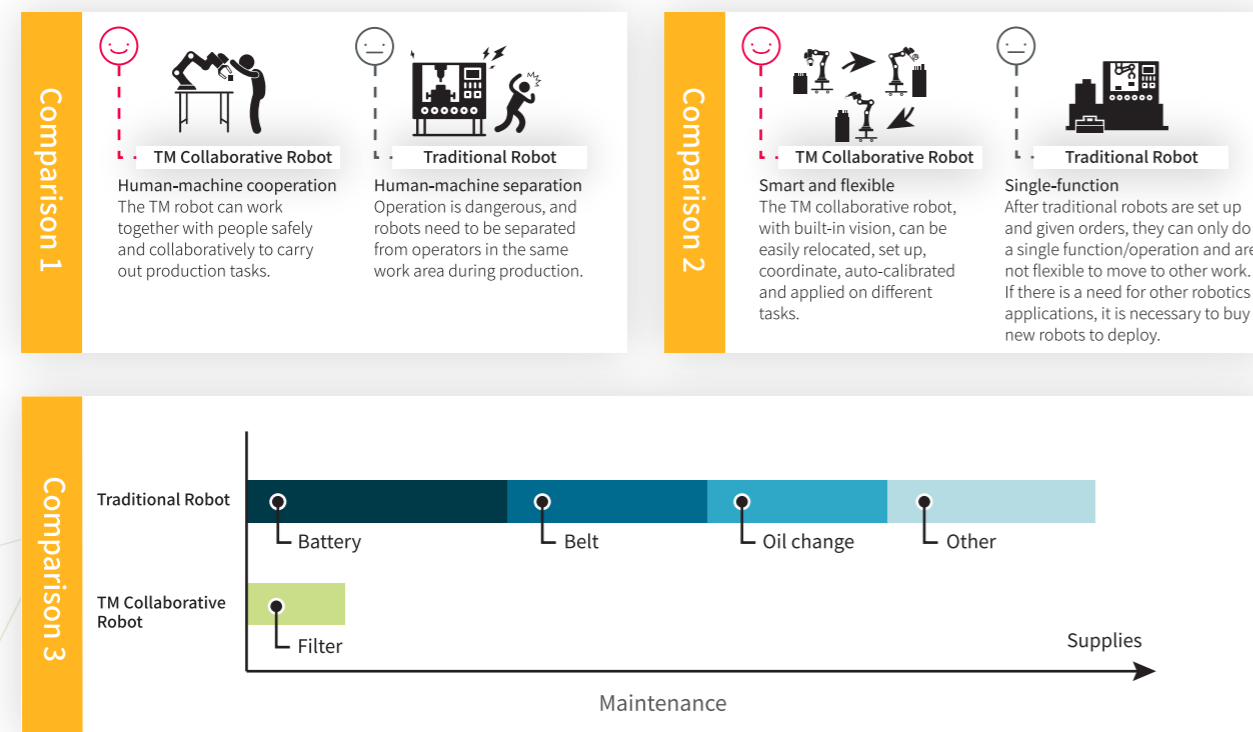 Comparison 1
TM Collaborative Robot
Human-machine cooperation
The TM robot can work
together with people safely
and collaboratively to carry
out production tasks.
Traditional Robot
Human-machine separation
Operation is dangerous, and
robots need to be separated
from operators in the same
work area during production.
Comparison 2
TM Collaborative Robot
Smart and flexible
The TM collaborative robot,
with built-in vision, can be
easily relocated, set up,
coordinate, auto-calibrated
and applied on different
tasks.
Traditional Robot
Single-function
After traditional robots are set up
and given orders, they can only do
a single function/operation and are
not flexible to move to other work.
If there is a need for other robotics
applications, it is necessary to buy
new robots to deploy.
Comparison 3
Traditional Robot
Battery
Belt
Oil change
Other
TM Collaborative
Robot
Filter
Supplies
Maintenance